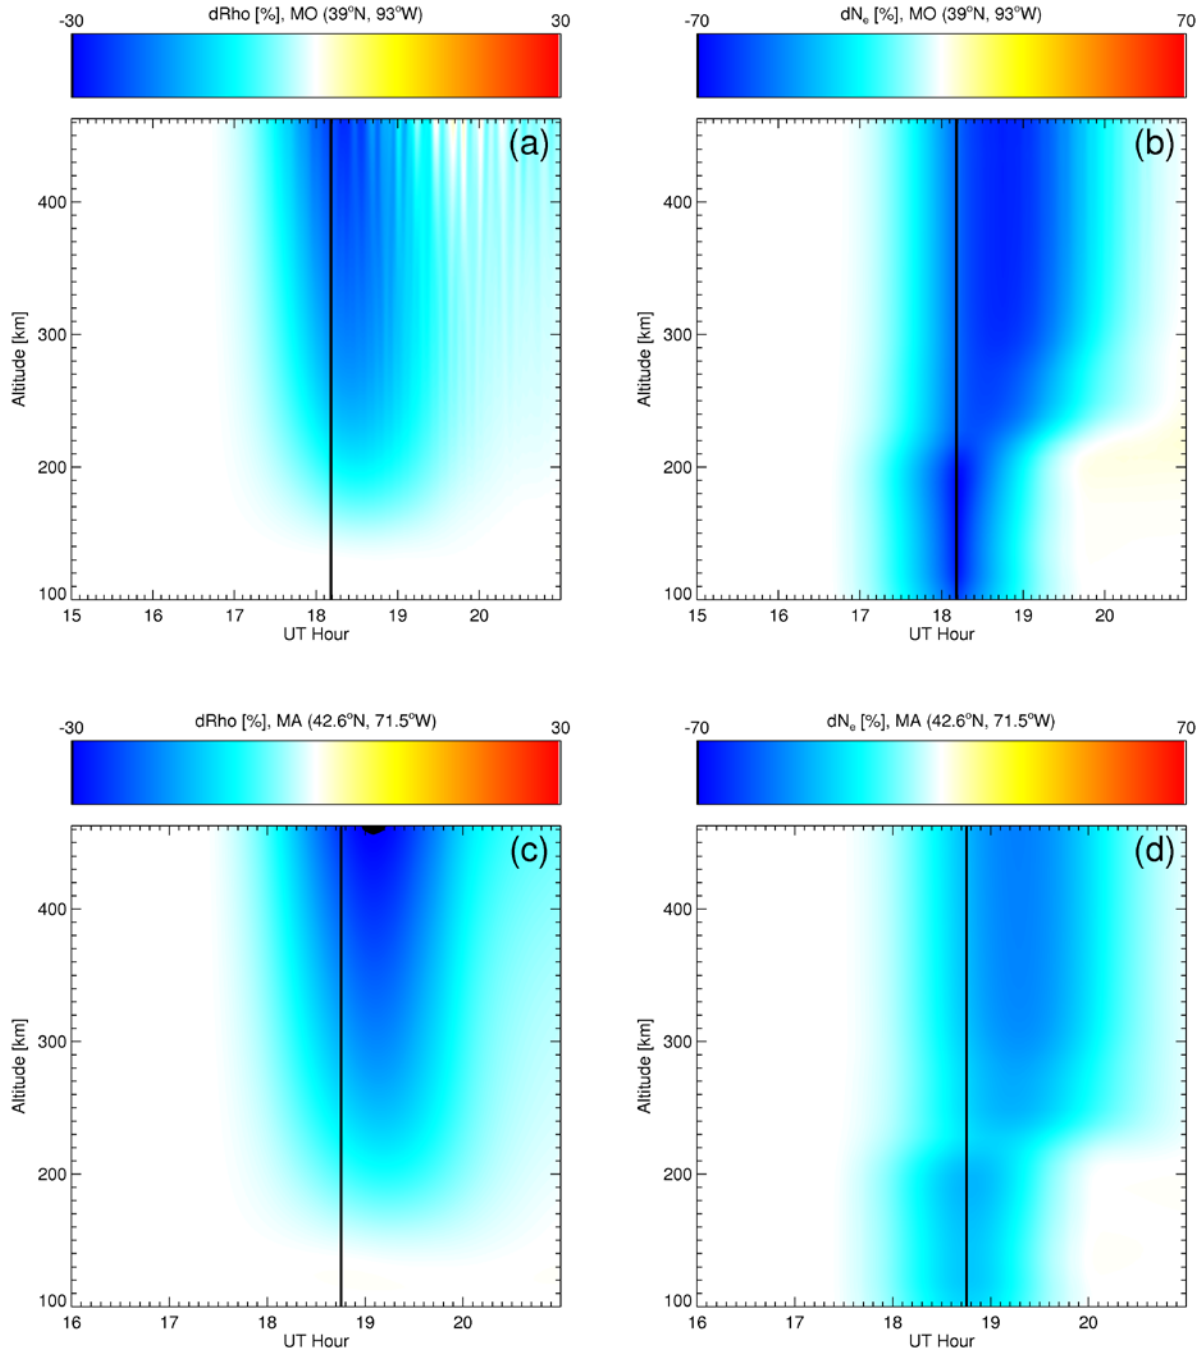 dRho [%], MO (39°N, 93°W)
-30 30
(a)
Altitude [km]
400
300
200
100
15 16 17 18 19 20
UT Hour
dNe [%], MO (39°N, 93°W)
-70 70
(b)
Altitude [km]
400
300
200
100
15 16 17 18 19 20
UT Hour
dRho [%], MA (42.6°N, 71.5°W)
-30 30
(c)
Altitude [km]
400
300
200
100
16 17 18 19 20
UT Hour
dNe [%], MA (42.6°N, 71.5°W)
-70 70
(d)
Altitude [km]
400
300
200
100
16 17 18 19 20
UT Hour